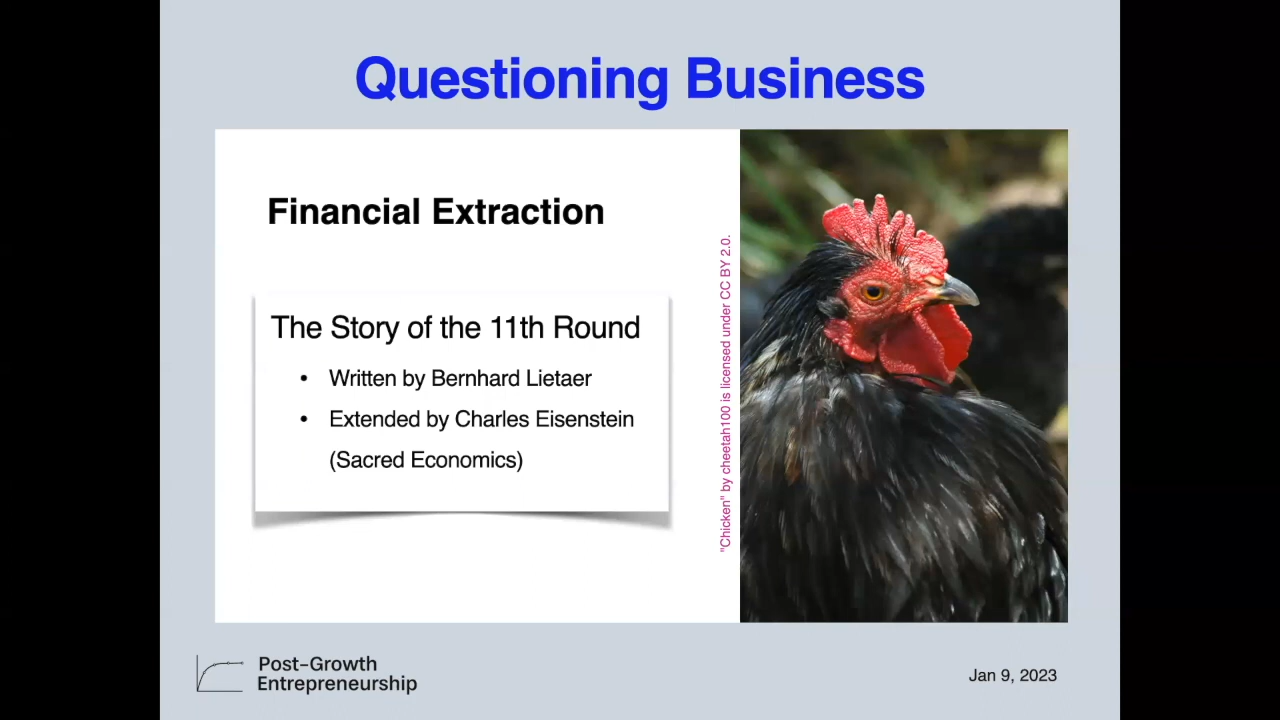 Questioning Business
Financial Extraction
The Story of the 11th Round
• Written by Bernhard Lietaer
• Extended by Charles Eisenstein
(Sacred Economics)
"Chicken" by cheetah100 is licensed under CC BY 2.0.
Post-Growth
Entrepreneurship
Jan 9, 2023